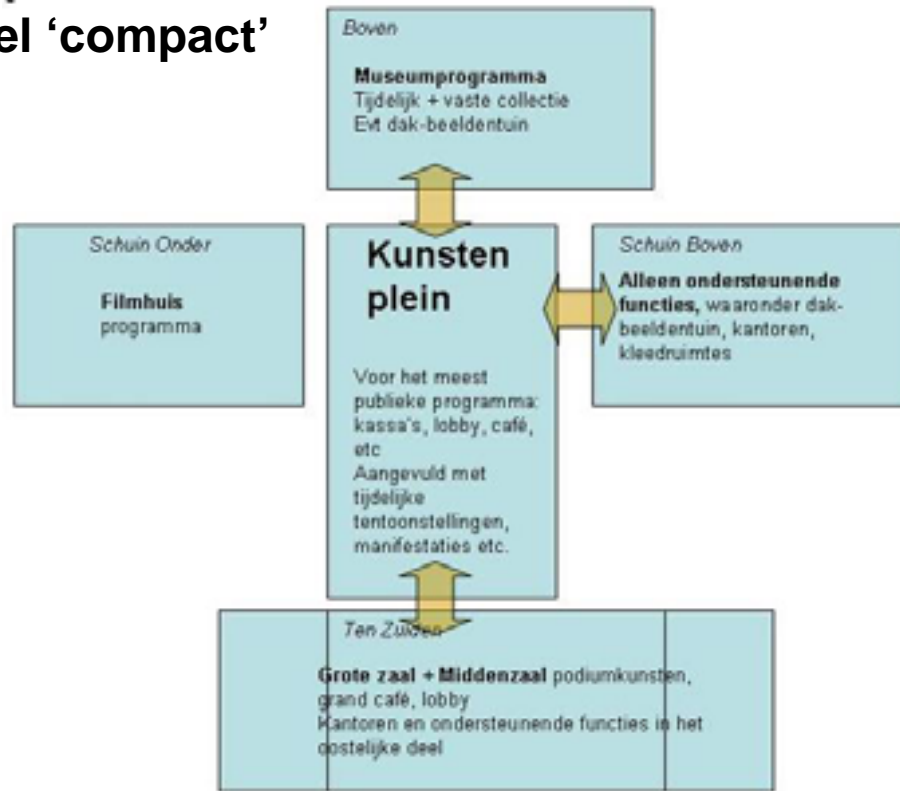 el ‘compact’
Boven
Museumprogramma
Tijdelijk + vaste collectie
Evt dak-beeldentuin
Schuin Onder
Filmhuis
programma
Kunsten
plein
Voor het meest
publieke programma:
kassa's, lobby, café,
etc
Aangevuld met
tijdelijke
tentoonstellingen,
manifestaties etc.
Schuin Boven
Alleen ondersteunende
functies, waaronder dak-
beeldentuin, kantoren,
kleedruimtes
Ten Zuiden
Grote zaal + Middenzaal podiumkunsten,
grand café, lobby
Kantoren en ondersteunende functies in het
oostelijke deel